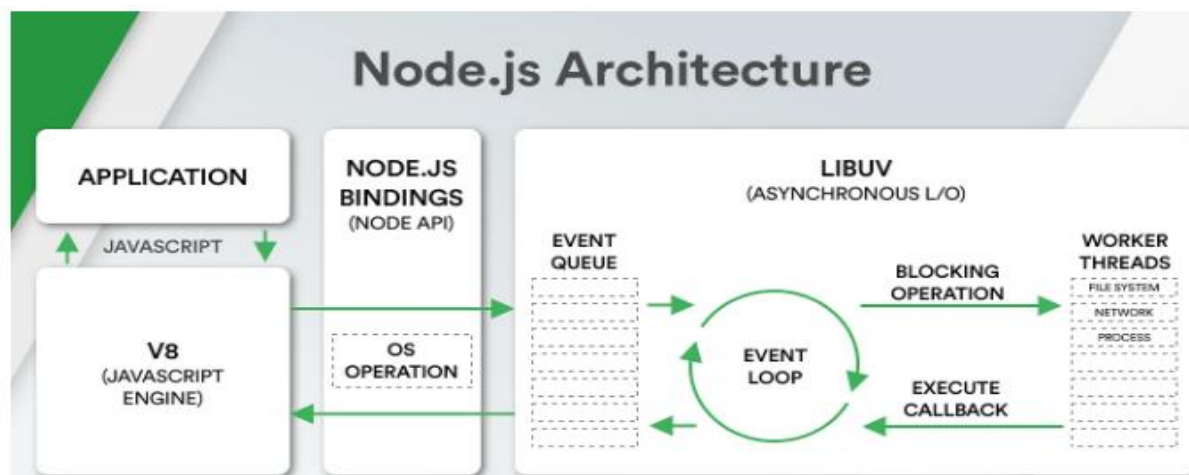 Node.js Architecture
APPLICATION
JAVASCRIPT
V8
(JAVASCRIPT
ENGINE)
NODE.JS
BINDINGS
(NODE API)
OS
OPERATION
LIBUV
(ASYNCHRONOUS L/O)
EVENT
QUEUE
EVENT
LOOP
BLOCKING
OPERATION
EXECUTE
CALLBACK
WORKER
THREADS
FILE SYSTEM
NETWORK
PROCESS